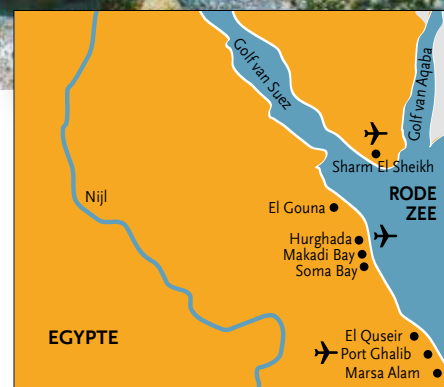 Golf van Suez
Golf van Aqaba
Sharm El Sheikh
RODE
ZEE
Nijl
El Gouna
Hurghada
Makadi Bay
Soma Bay
EGYPTE
El Quseir
Port Ghalib
Marsa Alam